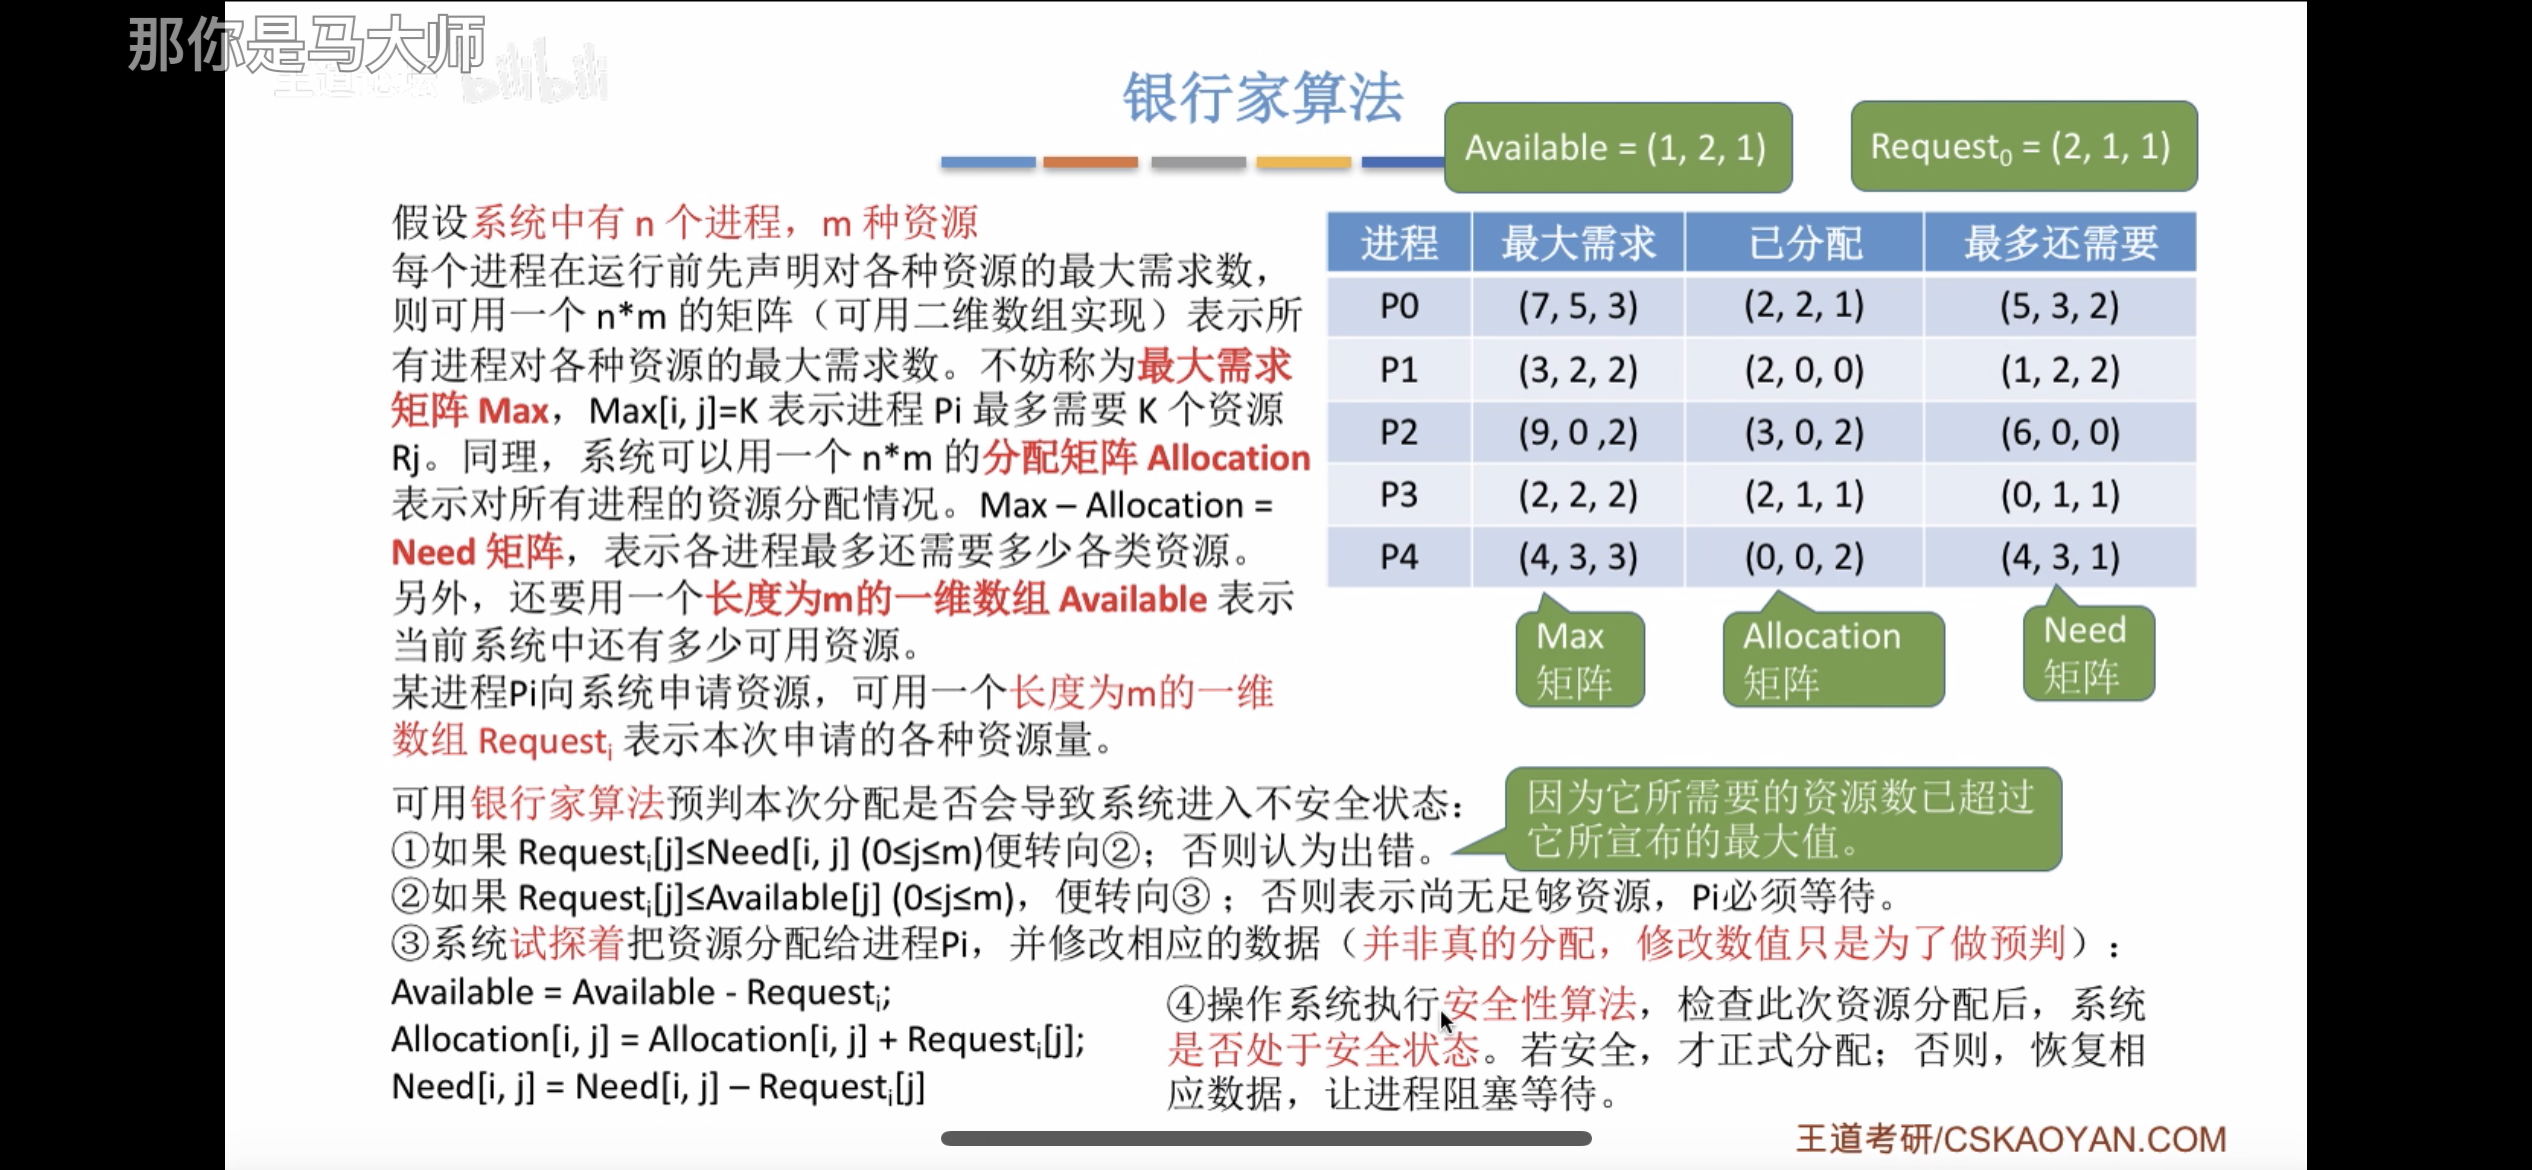 那你是马大师
王道论坛 bilibili
银行家算法
Available = (1, 2, 1)
Request₀ = (2, 1, 1)
假设系统中有 n 个进程，m 种资源
每个进程在运行前先声明对各种资源的最大需求数，
则可用一个 n*m 的矩阵（可用二维数组实现）表示所
有进程对各种资源的最大需求数。不妨称为最大需求
矩阵 Max，Max[i, j]=K 表示进程 Pi 最多需要 K 个资源
Rj。同理，系统可以用一个 n*m 的分配矩阵 Allocation
表示对所有进程的资源分配情况。Max – Allocation =
Need 矩阵，表示各进程最多还需要多少各类资源。
另外，还要用一个长度为m的一维数组 Available 表示
当前系统中还有多少可用资源。
某进程Pi向系统申请资源，可用一个长度为m的一维
数组 Requestᵢ 表示本次申请的各种资源量。
进程 最大需求 已分配 最多还需要
P0 (7, 5, 3) (2, 2, 1) (5, 3, 2)
P1 (3, 2, 2) (2, 0, 0) (1, 2, 2)
P2 (9, 0 ,2) (3, 0, 2) (6, 0, 0)
P3 (2, 2, 2) (2, 1, 1) (0, 1, 1)
P4 (4, 3, 3) (0, 0, 2) (4, 3, 1)
Max
矩阵
Allocation
矩阵
Need
矩阵
可用银行家算法预判本次分配是否会导致系统进入不安全状态：
①如果 Requestᵢ[j]≤Need[i, j] (0≤j≤m)便转向②；否则认为出错。
因为它所需要的资源数已超过
它所宣布的最大值。
②如果 Requestᵢ[j]≤Available[j] (0≤j≤m)，便转向③；否则表示尚无足够资源，Pi必须等待。
③系统试探着把资源分配给进程Pi，并修改相应的数据（并非真的分配，修改数值只是为了做预判）：
Available = Available - Requestᵢ;
Allocation[i, j] = Allocation[i, j] + Requestᵢ[j];
Need[i, j] = Need[i, j] – Requestᵢ[j]
④操作系统执行安全性算法，检查此次资源分配后，系统
是否处于安全状态。若安全，才正式分配；否则，恢复相
应数据，让进程阻塞等待。
王道考研/CSKAOYAN.COM